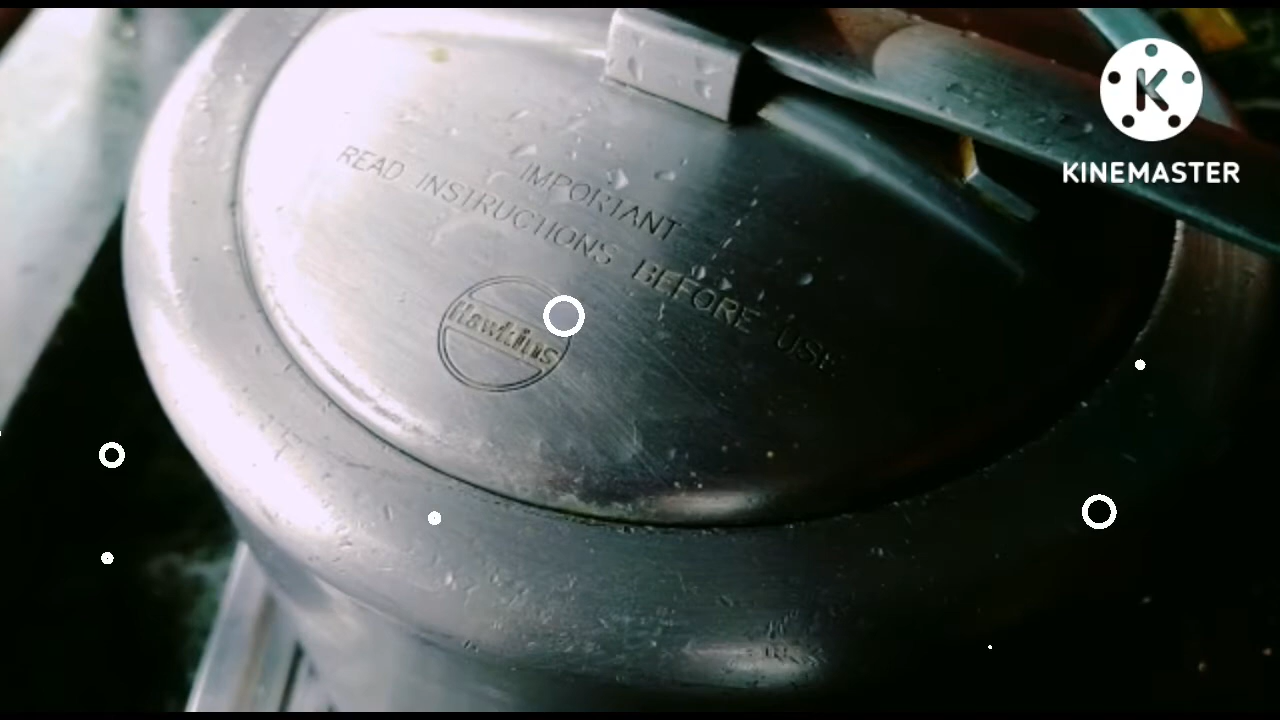 IMPORTANT
READ INSTRUCTIONS BEFORE USE
Hawkins
K
KINEMASTER